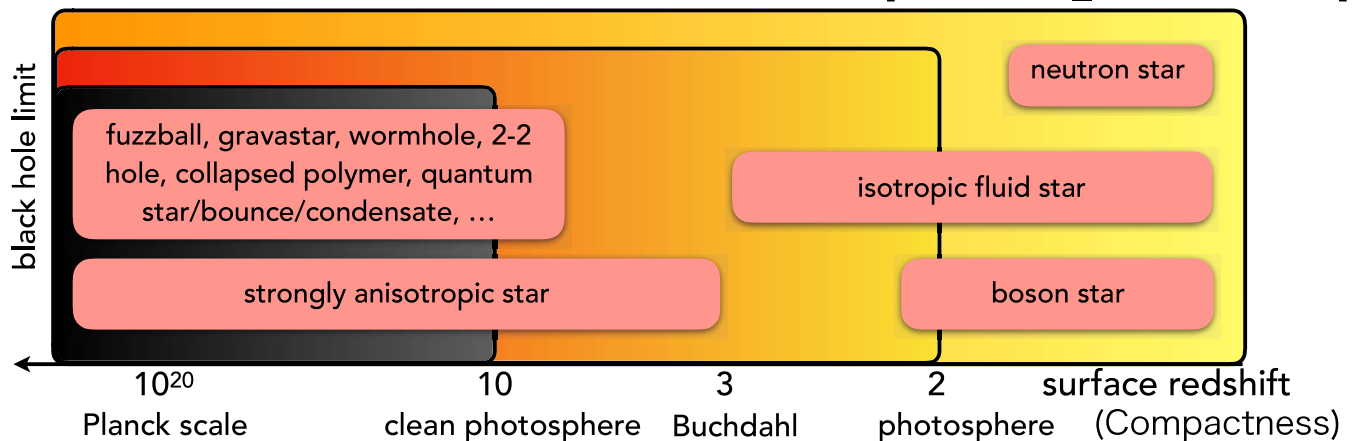 black hole limit
neutron star
fuzzball, gravastar, wormhole, 2-2
hole, collapsed polymer, quantum
star/bounce/condensate, …
isotropic fluid star
strongly anisotropic star
boson star
10²⁰
10
3
2
surface redshift
Planck scale
clean photosphere
Buchdahl
photosphere
(Compactness)